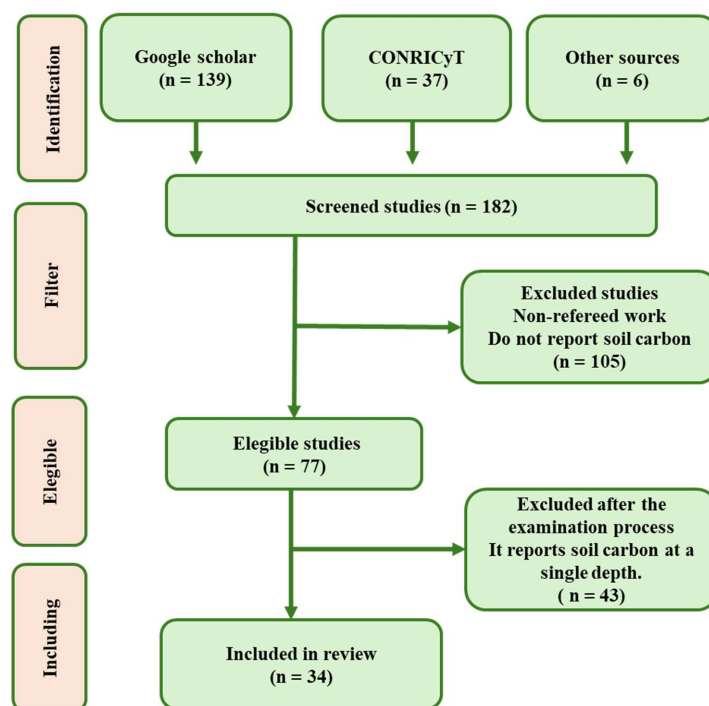 Identification
Google scholar
(n = 139)
CONRICyT
(n = 37)
Other sources
(n = 6)
Screened studies (n = 182)
Filter
Excluded studies
Non-refereed work
Do not report soil carbon
(n = 105)
Elegible
Elegible studies
(n = 77)
Excluded after the
examination process
It reports soil carbon at a
single depth.
( n = 43)
Including
Included in review
(n = 34)